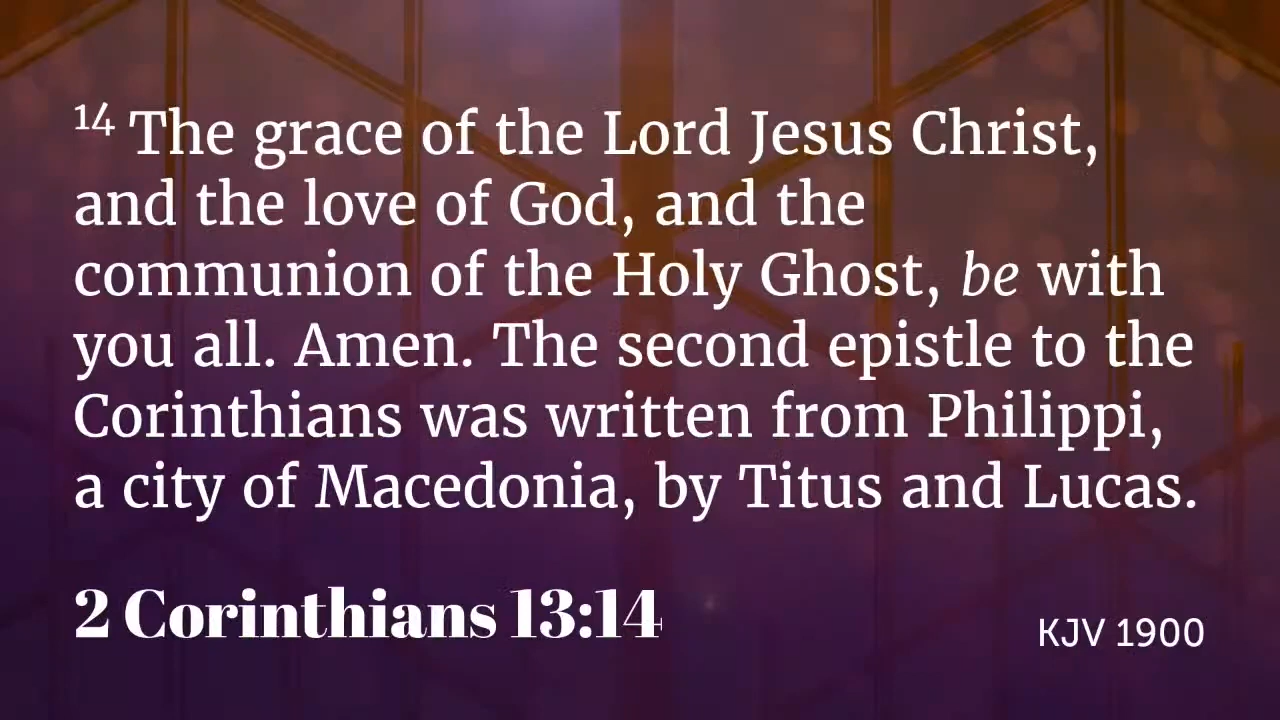 14 The grace of the Lord Jesus Christ,
and the love of God, and the
communion of the Holy Ghost, be with
you all. Amen. The second epistle to the
Corinthians was written from Philippi,
a city of Macedonia, by Titus and Lucas.
2 Corinthians 13:14
KJV 1900